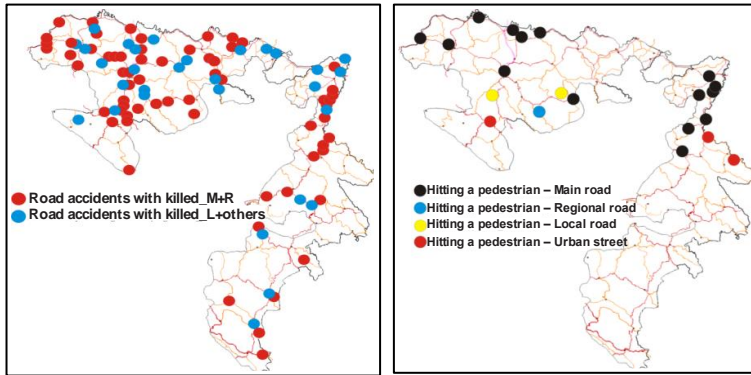 Road accidents with killed_M+R
Road accidents with killed_L+others
Hitting a pedestrian – Main road
Hitting a pedestrian – Regional road
Hitting a pedestrian – Local road
Hitting a pedestrian – Urban street